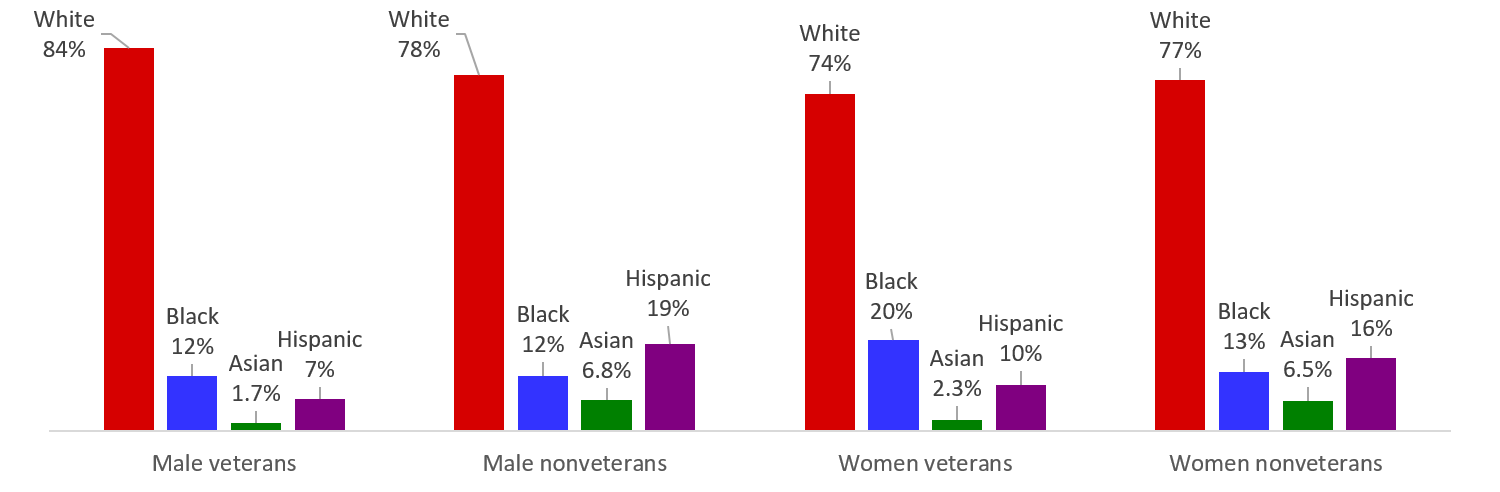 White
84%
Black
12%
Asian
1.7%
Hispanic
7%
White
78%
Black
12%
Asian
6.8%
Hispanic
19%
White
74%
Black
20%
Asian
2.3%
Hispanic
10%
White
77%
Black
13%
Asian
6.5%
Hispanic
16%
Male veterans
Male nonveterans
Women veterans
Women nonveterans